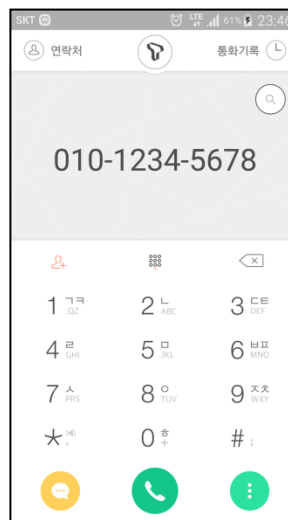 SKT LTE 61% 23:46
연락처 통화기록
010-1234-5678
1 ㄱㅋ .QZ 2 ㄴ ABC 3 ㄷㅌ DEF
4 ㄹ GHI 5 ㅁ JKL 6 ㅂㅍ MNO
7 ㅅ PRS 8 ㅇ TUV 9 ㅈㅊ WXY
* , 0 ㅎ + # ;